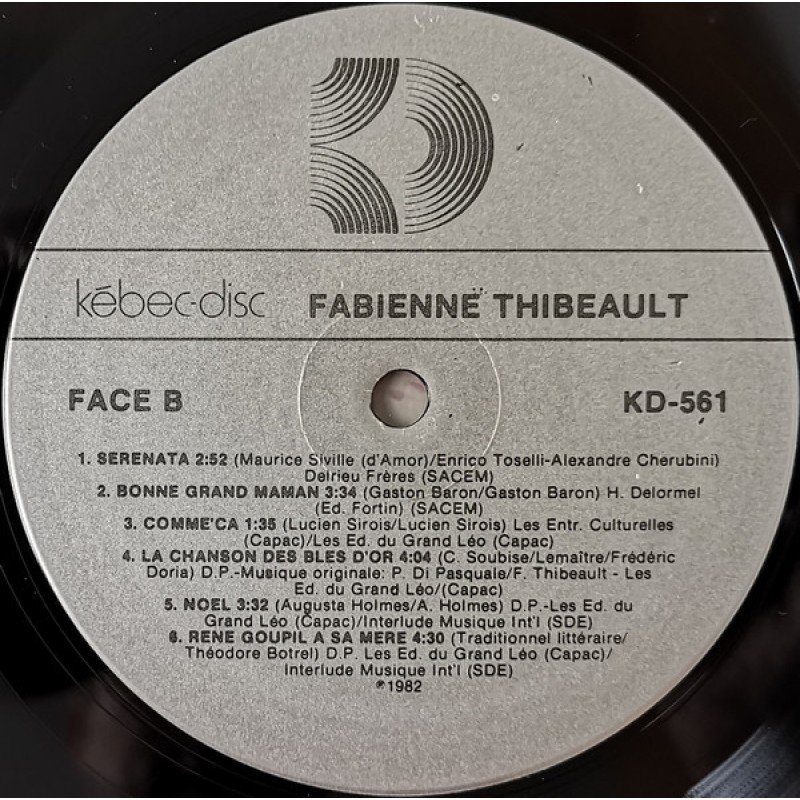 kébec-disc FABIENNE THIBEAULT
FACE B KD-561
1. SERENATA 2:52 (Maurice Siville (d'Amor)/Enrico Toselli-Alexandre Cherubini)
Delrieu Frères (SACEM)
2. BONNE GRAND MAMAN 3:34 (Gaston Baron/Gaston Baron) H. Delormel
(Ed. Fortin) (SACEM)
3. COMME'CA 1:35 (Lucien Sirois/Lucien Sirois) Les Entr. Culturelles
(Capac)/Les Ed. du Grand Léo (Capac)
4. LA CHANSON DES BLES D'OR 4:04 (C. Soubise/Lemaître/Frédéric
Doria) D.P.-Musique originale: P. Di Pasquale/F. Thibeault - Les
Ed. du Grand Léo/(Capac)
5. NOEL 3:32 (Augusta Holmes/A. Holmes) D.P.-Les Ed. du
Grand Léo (Capac)/Interlude Musique Int'l (SDE)
6. RENE GOUPIL A SA MERE 4:30 (Traditionnel littéraire/
Théodore Botrel) D.P. Les Ed. du Grand Léo (Capac)/
Interlude Musique Int'l (SDE)
℗1982